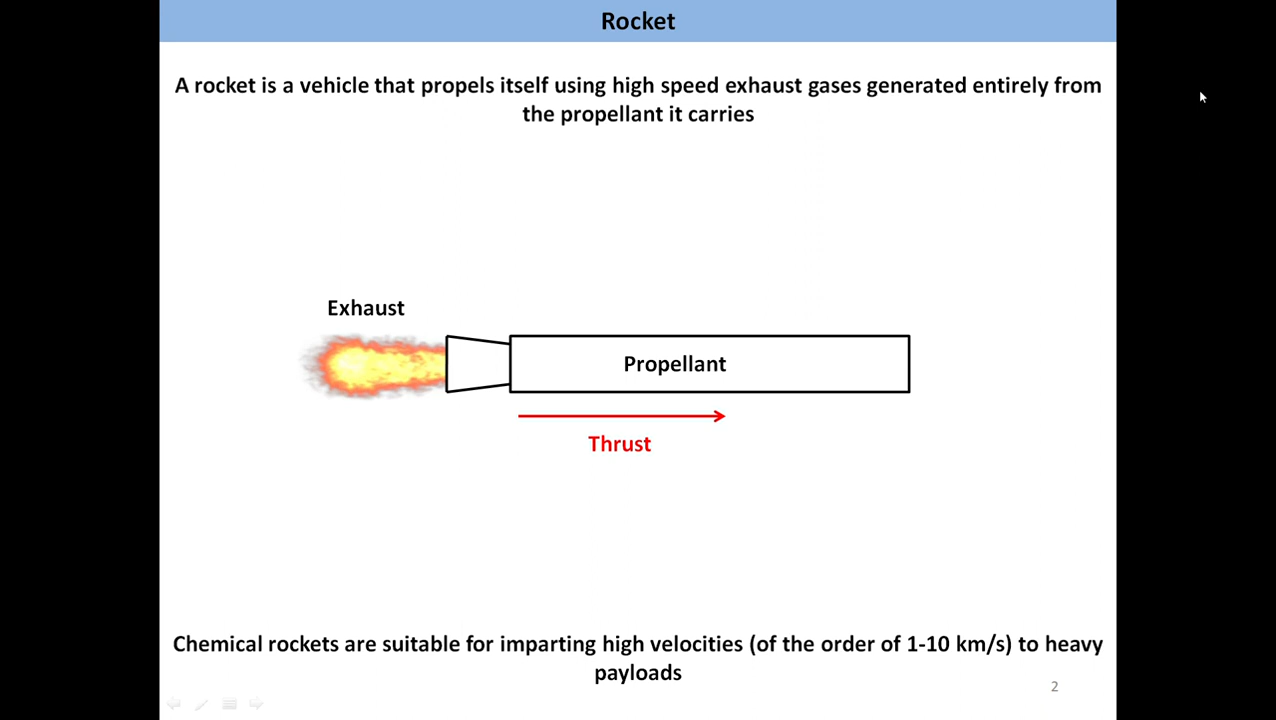 Rocket
A rocket is a vehicle that propels itself using high speed exhaust gases generated entirely from
the propellant it carries
Exhaust
Propellant
Thrust
Chemical rockets are suitable for imparting high velocities (of the order of 1-10 km/s) to heavy
payloads
2